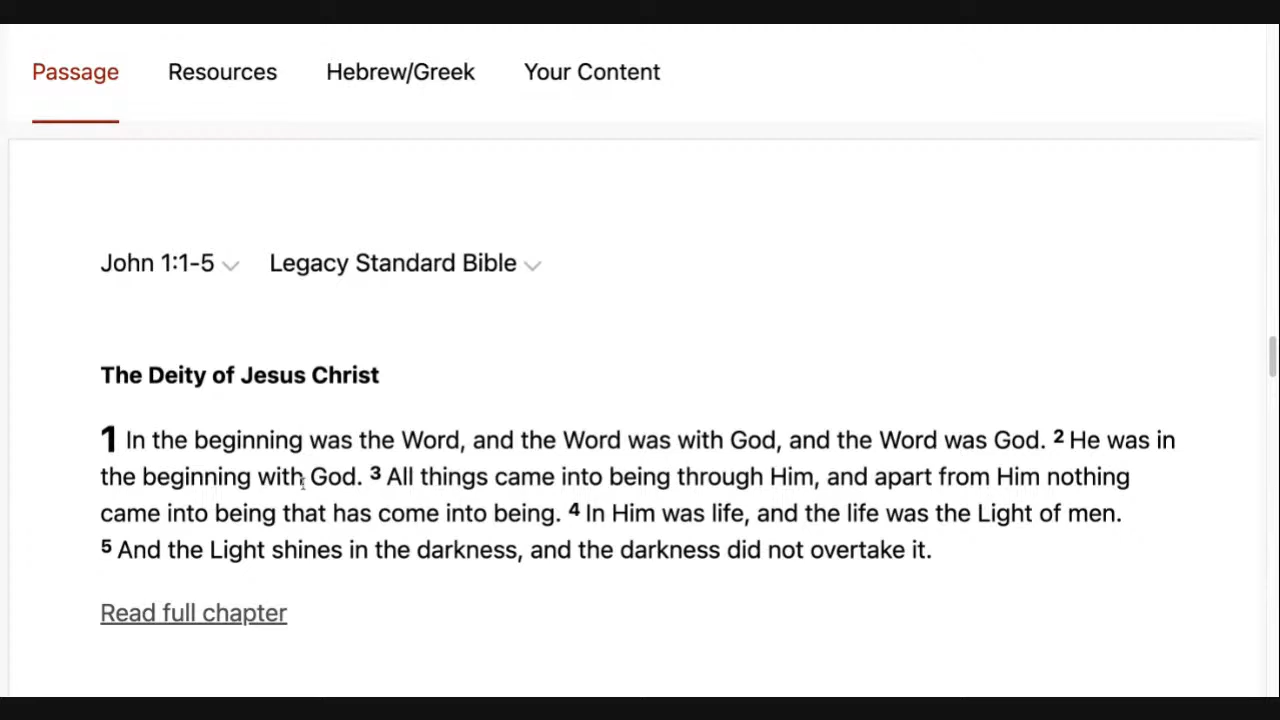 Passage Resources Hebrew/Greek Your Content
John 1:1-5 Legacy Standard Bible
The Deity of Jesus Christ
1 In the beginning was the Word, and the Word was with God, and the Word was God. 2 He was in
the beginning with God. 3 All things came into being through Him, and apart from Him nothing
came into being that has come into being. 4 In Him was life, and the life was the Light of men.
5 And the Light shines in the darkness, and the darkness did not overtake it.
Read full chapter